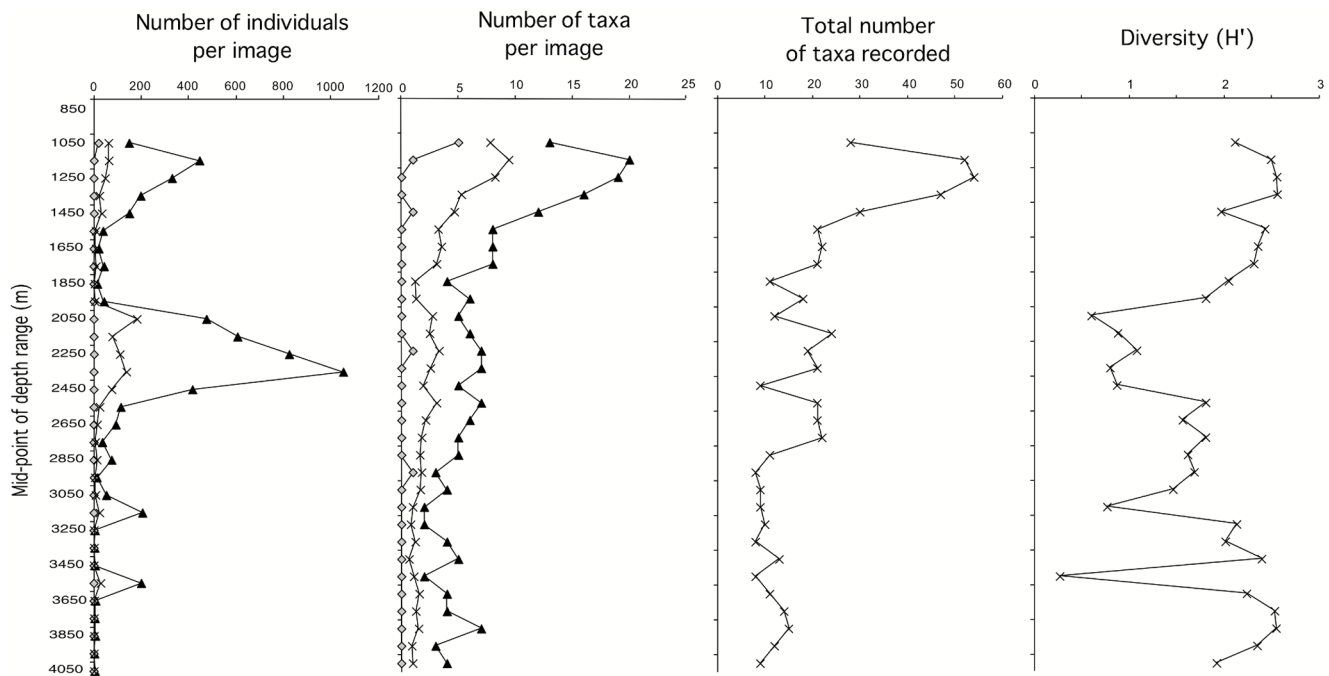 Number of individuals
per image
Number of taxa
per image
Total number
of taxa recorded
Diversity (H')
0 200 400 600 800 1000 1200
0 5 10 15 20 25
0 10 20 30 40 50 60
0 1 2 3
Mid-point of depth range (m)
850
1050
1250
1450
1650
1850
2050
2250
2450
2650
2850
3050
3250
3450
3650
3850
4050